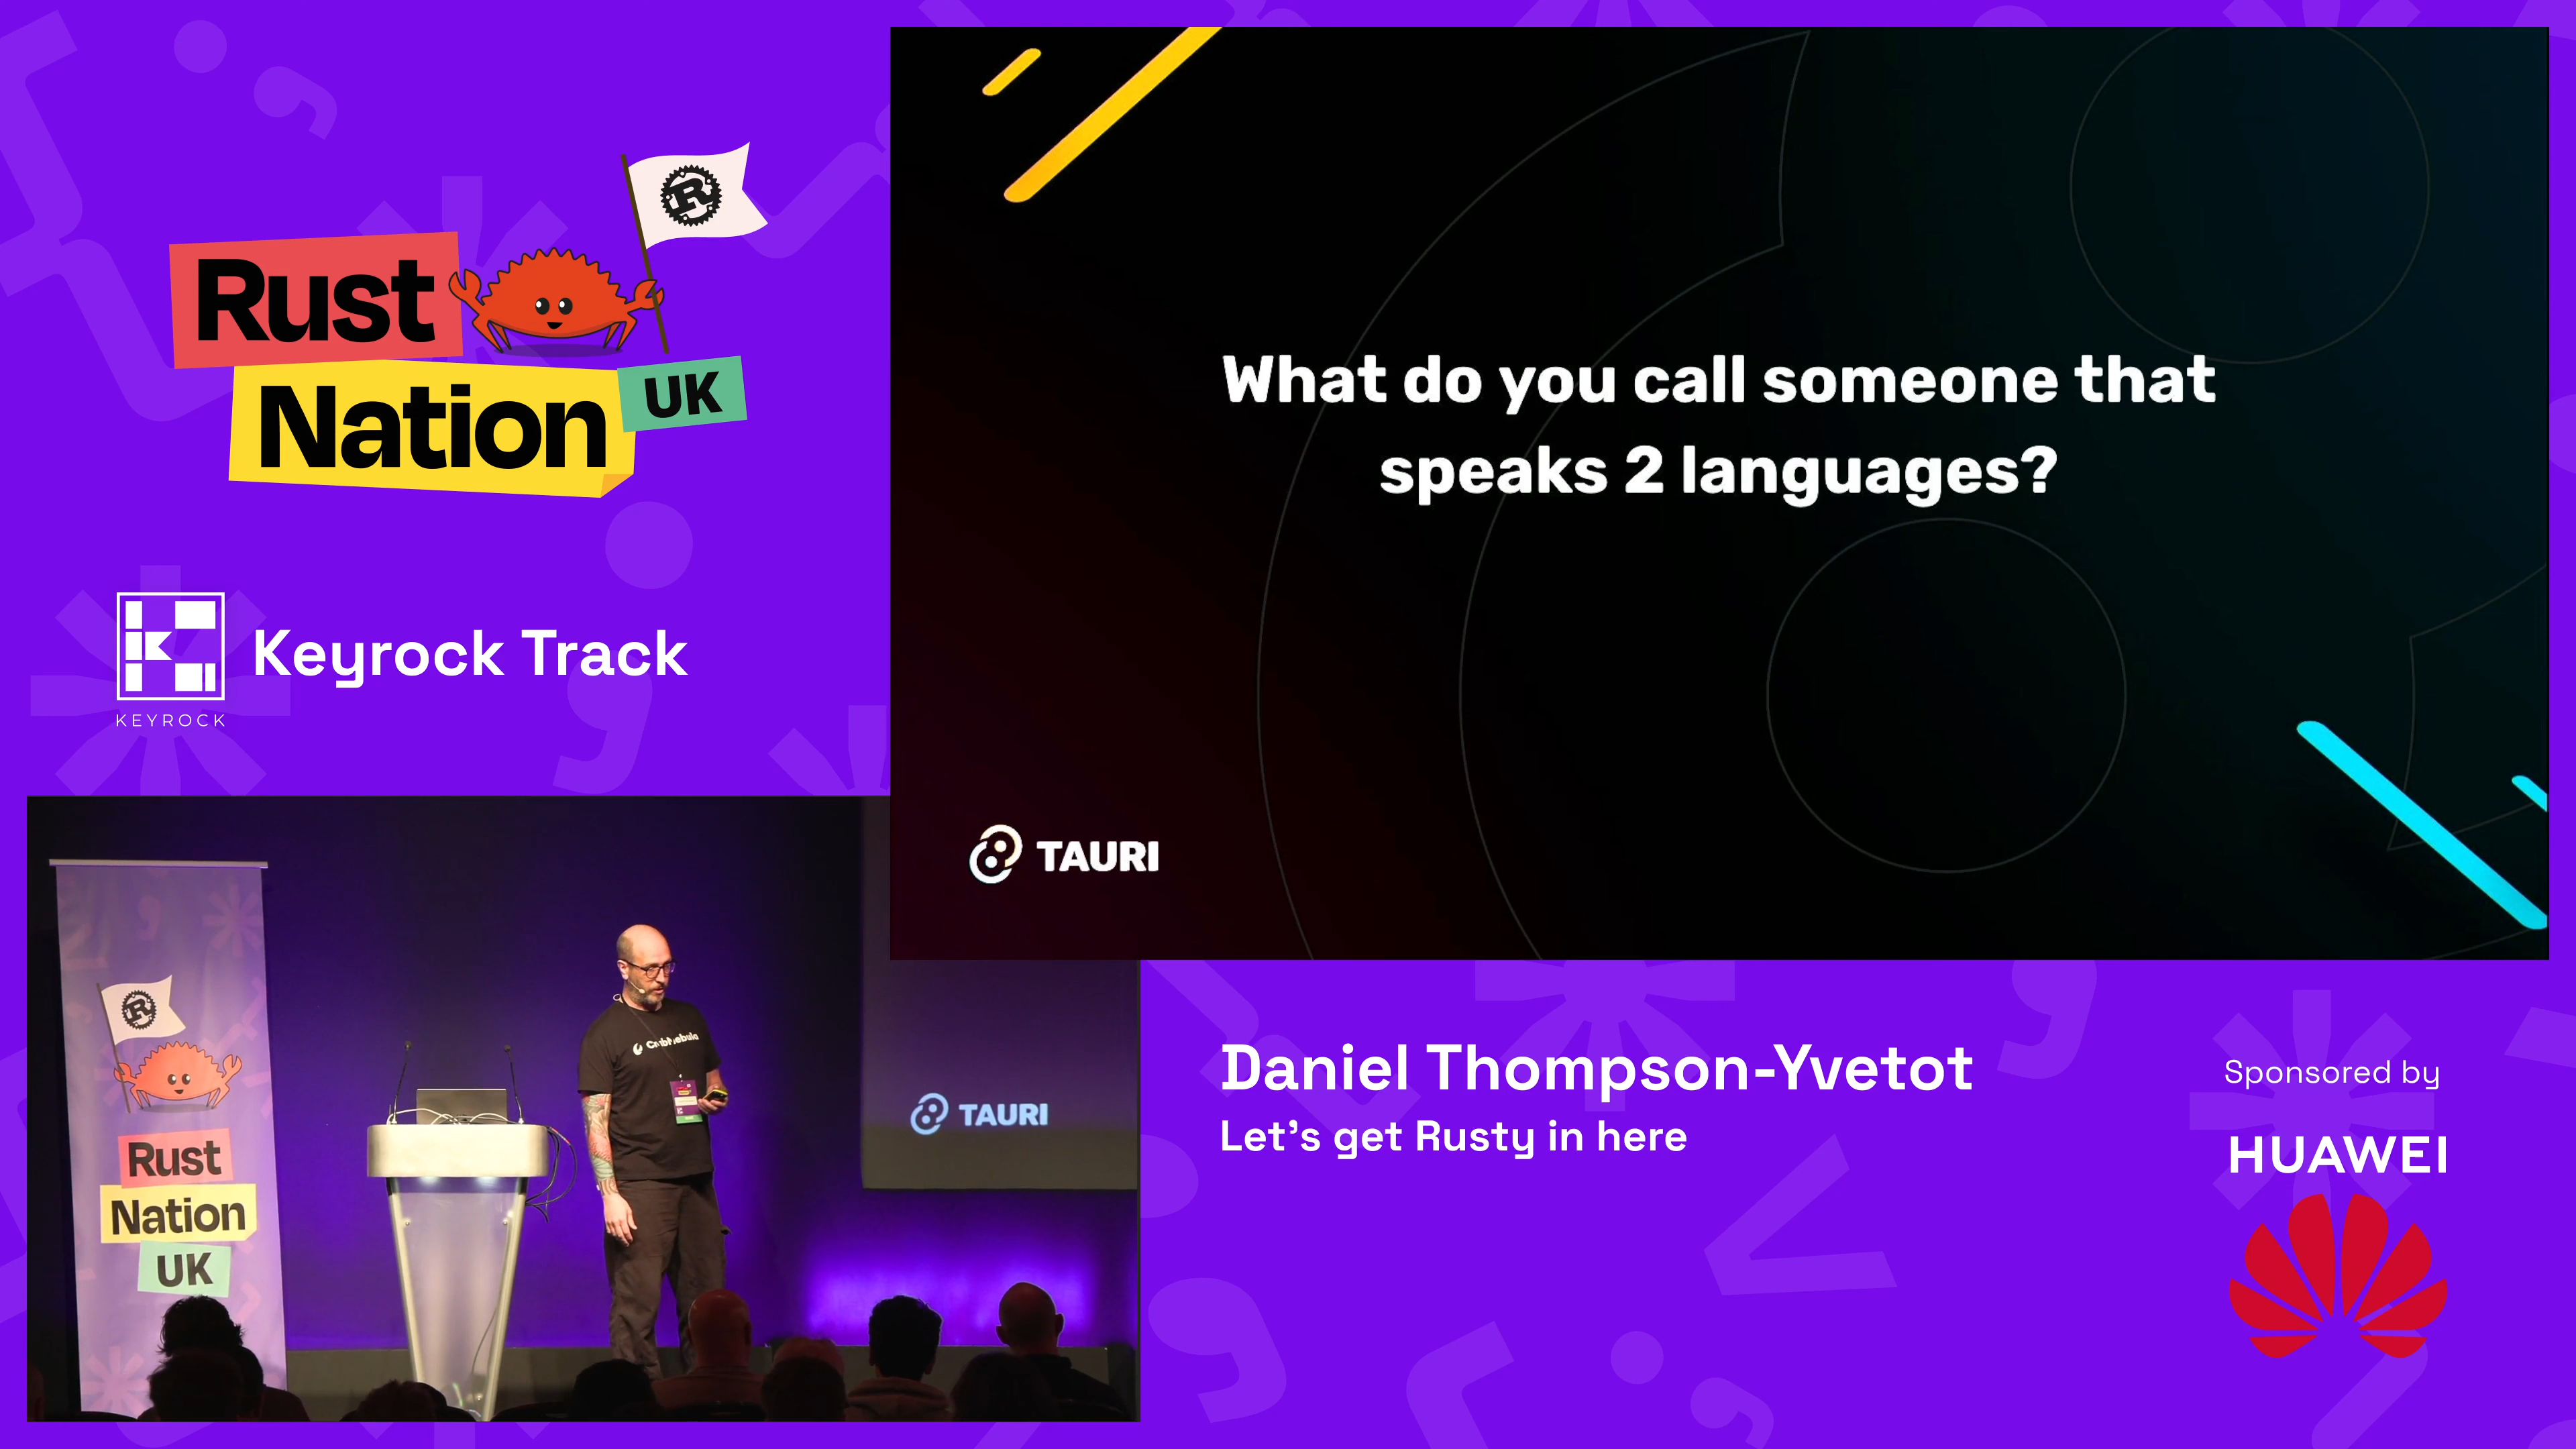 Rust
Nation
UK
R
KEYROCK
Keyrock Track
What do you call someone that
speaks 2 languages?
TAURI
R
Rust
Nation
UK
CrabNebula
TAURI
Daniel Thompson-Yvetot
Let's get Rusty in here
Sponsored by
HUAWEI